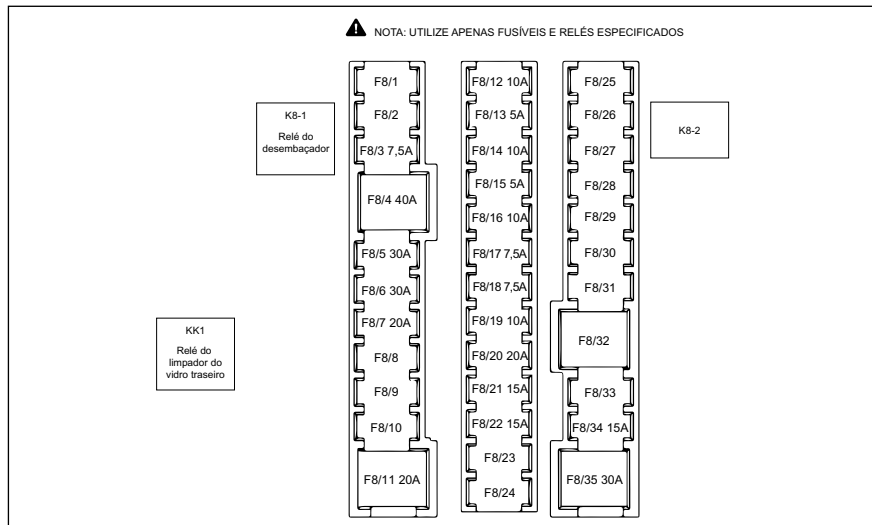 NOTA: UTILIZE APENAS FUSÍVEIS E RELÉS ESPECIFICADOS
K8-1
Relé do
desembaçador
KK1
Relé do
limpador do
vidro traseiro
F8/1
F8/2
F8/3 7,5A
F8/4 40A
F8/5 30A
F8/6 30A
F8/7 20A
F8/8
F8/9
F8/10
F8/11 20A
F8/12 10A
F8/13 5A
F8/14 10A
F8/15 5A
F8/16 10A
F8/17 7,5A
F8/18 7,5A
F8/19 10A
F8/20 20A
F8/21 15A
F8/22 15A
F8/23
F8/24
F8/25
F8/26
F8/27
F8/28
F8/29
F8/30
F8/31
F8/32
F8/33
F8/34 15A
F8/35 30A
K8-2